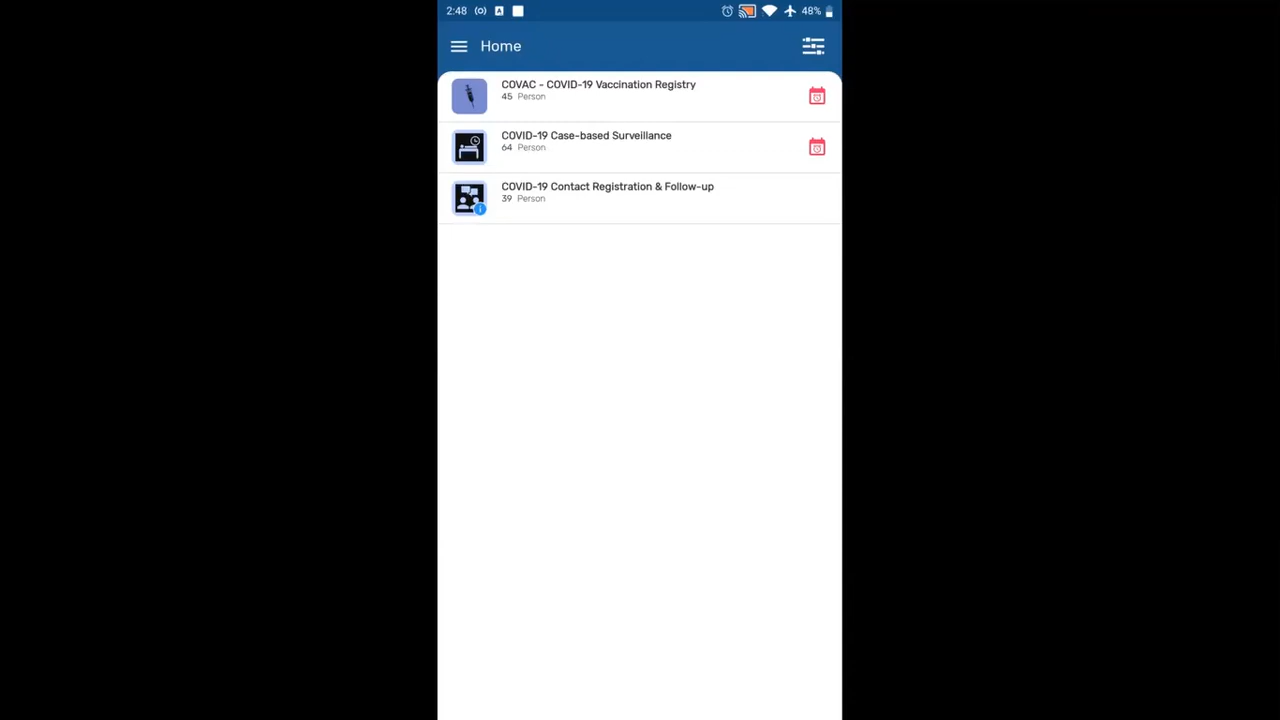 2:48
48%
Home
COVAC - COVID-19 Vaccination Registry
45 Person
COVID-19 Case-based Surveillance
64 Person
COVID-19 Contact Registration & Follow-up
39 Person